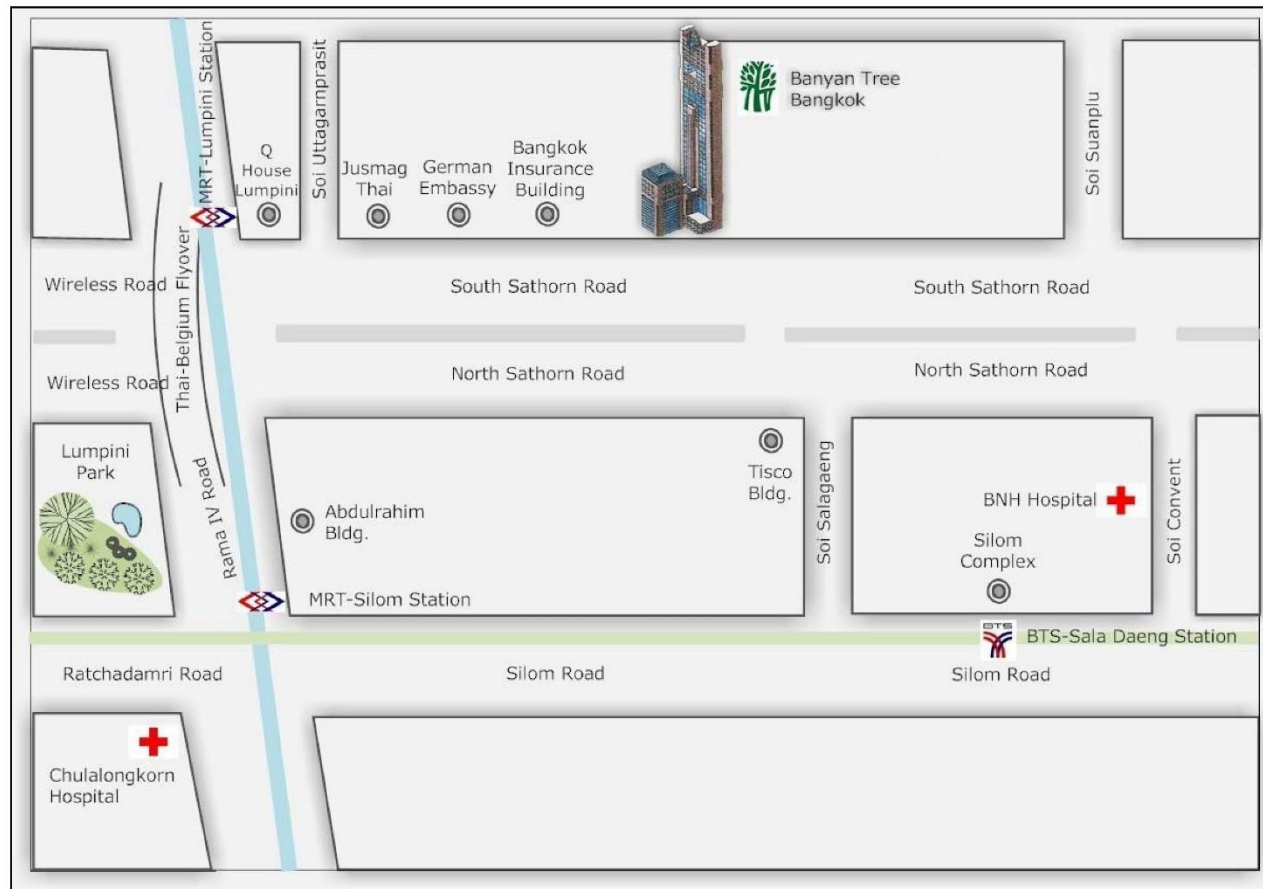 MRT-Lumpini Station
Soi Uttagarnprasit
Banyan Tree
Bangkok
Soi Suanplu
Q
House
Lumpini
Jusmag
Thai
German
Embassy
Bangkok
Insurance
Building
Thai-Belgium Flyover
Wireless Road
South Sathorn Road
South Sathorn Road
Wireless Road
North Sathorn Road
North Sathorn Road
Lumpini
Park
Rama IV Road
Abdulrahim
Bldg.
Tisco
Bldg.
Soi Salagaeng
BNH Hospital
Silom
Complex
Soi Convent
MRT-Silom Station
BTS
BTS-Sala Daeng Station
Ratchadamri Road
Silom Road
Silom Road
Chulalongkorn
Hospital